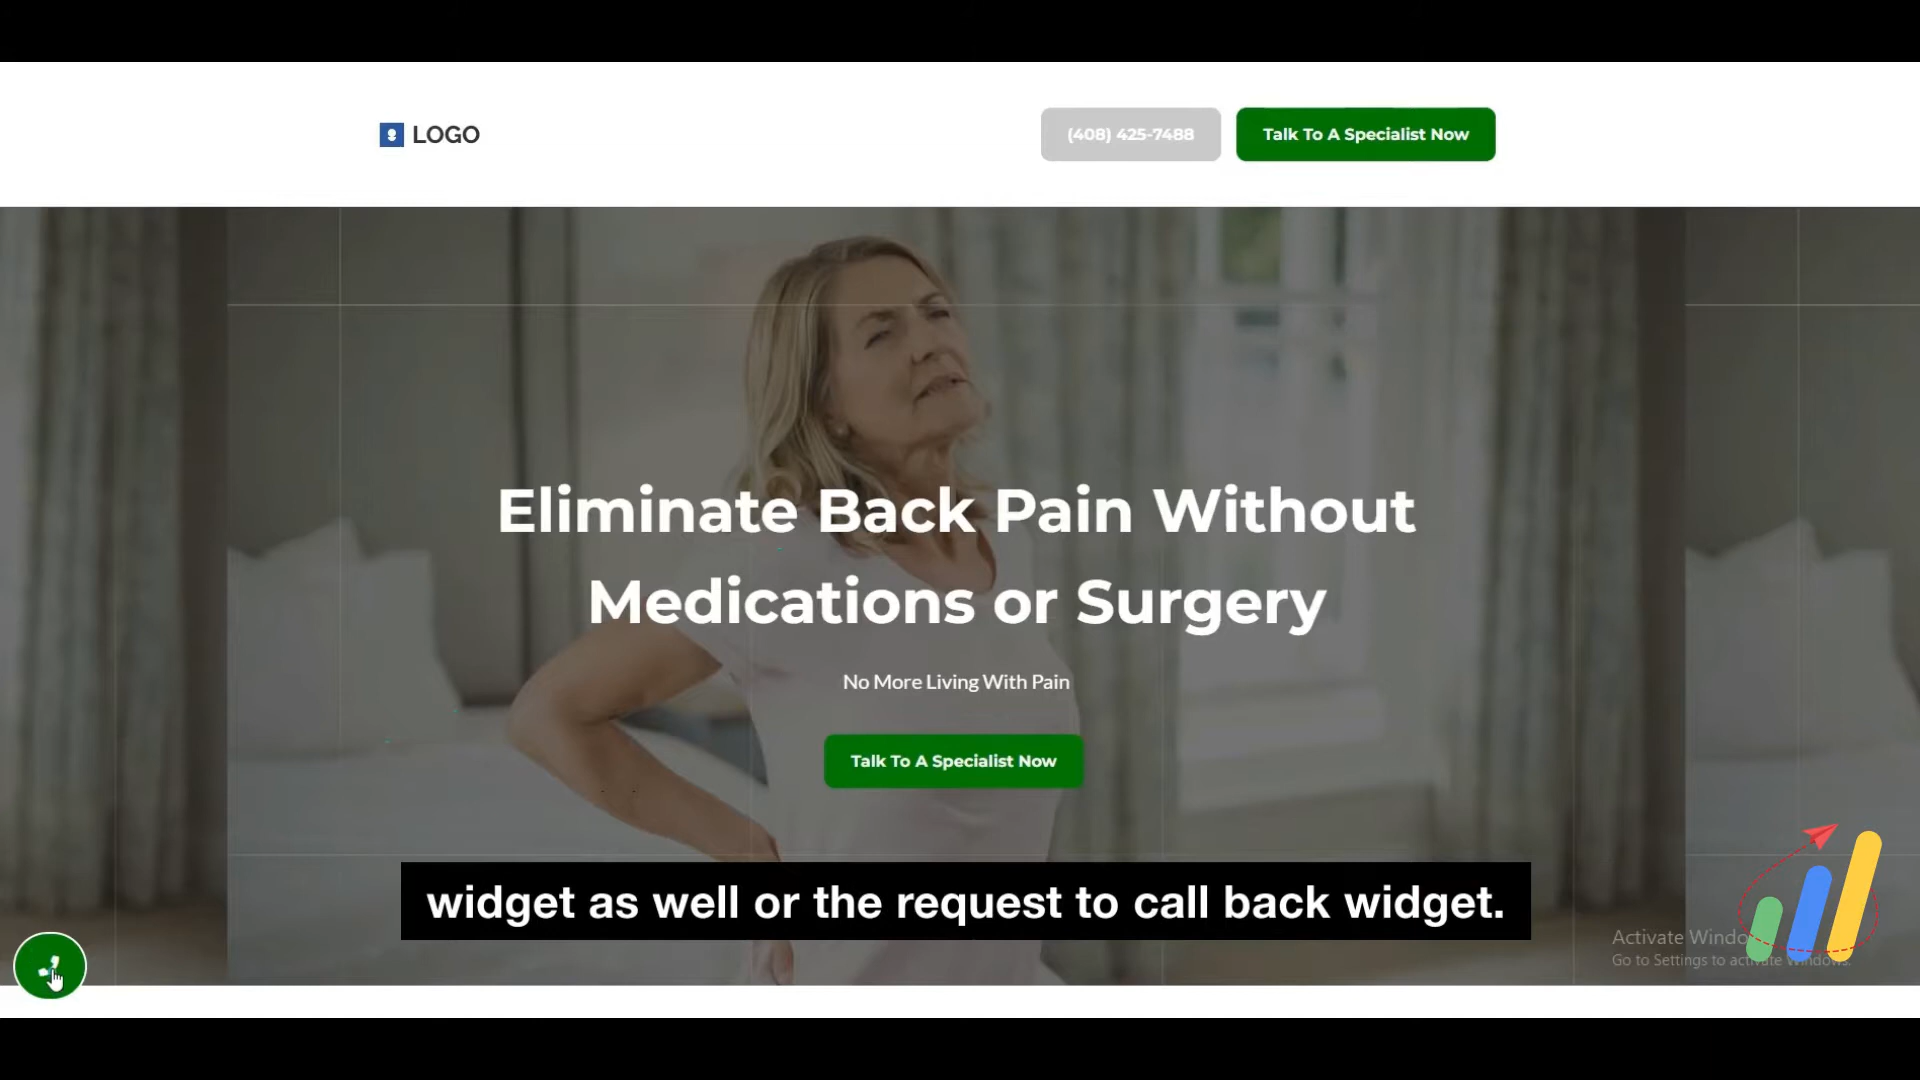 LOGO
(408) 425-7488
Talk To A Specialist Now
Eliminate Back Pain Without
Medications or Surgery
No More Living With Pain
Talk To A Specialist Now
widget as well or the request to call back widget.
Activate Windo
Go to Settings to activate Windows.